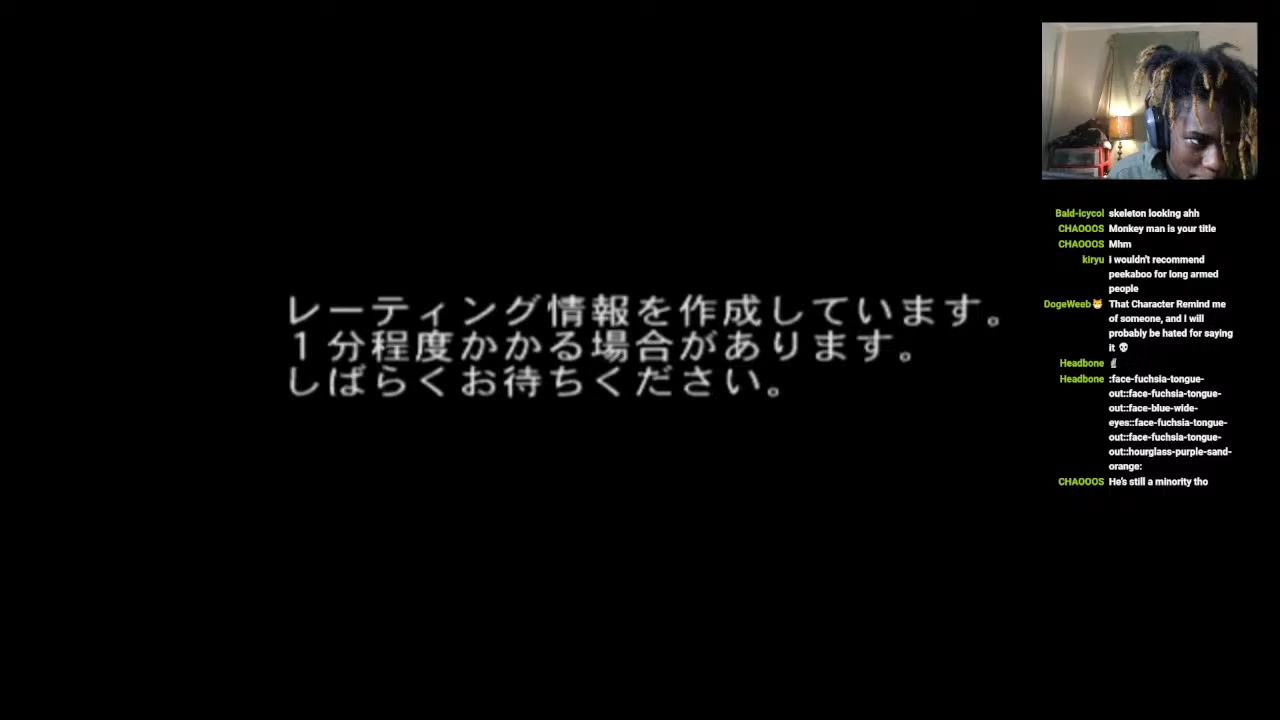 レーティング情報を作成しています。
１分程度かかる場合があります。
しばらくお待ちください。
Bald-Icycol skeleton looking ahh
CHAOOOS Monkey man is your title
CHAOOOS Mhm
kiryu i wouldn't recommend
peekaboo for long armed
people
DogeWeeb🐱 That Character Remind me
of someone, and I will
probably be hated for saying
it 💀
Headbone
Headbone :face-fuchsia-tongue-
out::face-fuchsia-tongue-
out::face-blue-wide-
eyes::face-fuchsia-tongue-
out::face-fuchsia-tongue-
out::hourglass-purple-sand-
orange:
CHAOOOS He's still a minority tho